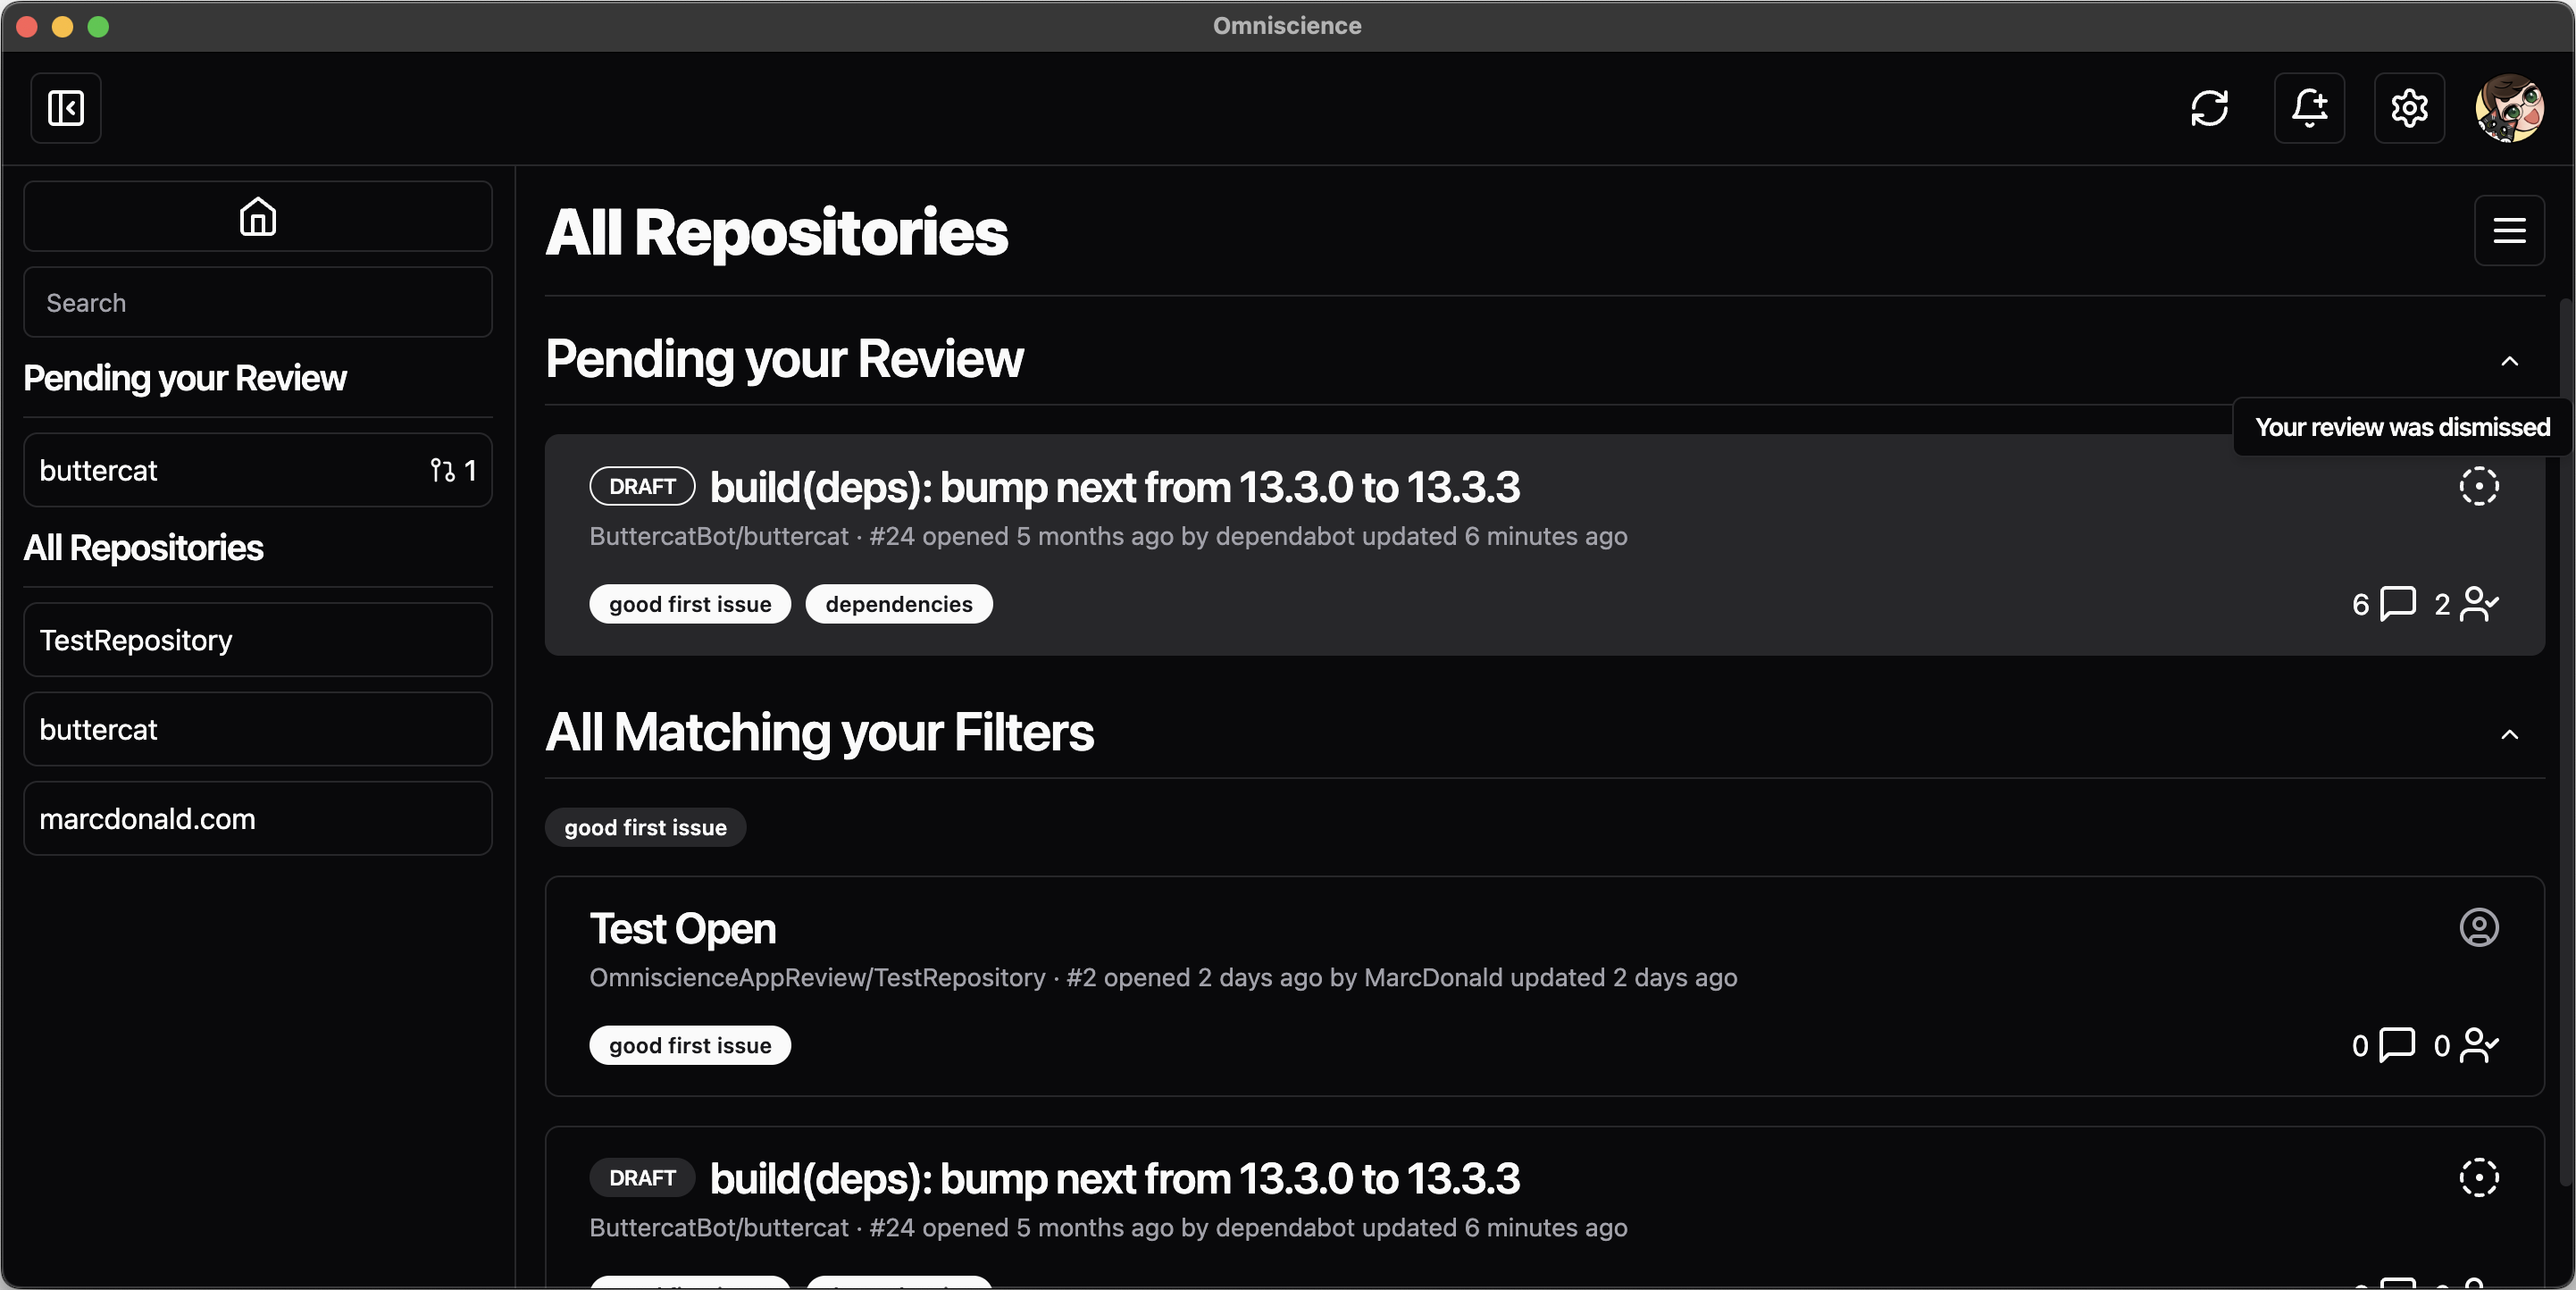 Omniscience
Search
Pending your Review
buttercat
1
All Repositories
TestRepository
buttercat
marcdonald.com
All Repositories
Pending your Review
Your review was dismissed
DRAFT build(deps): bump next from 13.3.0 to 13.3.3
ButtercatBot/buttercat · #24 opened 5 months ago by dependabot updated 6 minutes ago
good first issue dependencies
6 2
All Matching your Filters
good first issue
Test Open
OmniscienceAppReview/TestRepository · #2 opened 2 days ago by MarcDonald updated 2 days ago
good first issue
0 0
DRAFT build(deps): bump next from 13.3.0 to 13.3.3
ButtercatBot/buttercat · #24 opened 5 months ago by dependabot updated 6 minutes ago